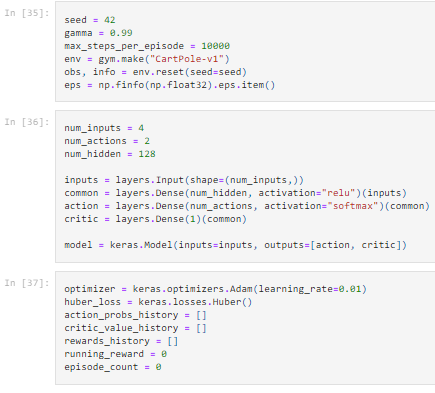 In [35]:
seed = 42
gamma = 0.99
max_steps_per_episode = 10000
env = gym.make("CartPole-v1")
obs, info = env.reset(seed=seed)
eps = np.finfo(np.float32).eps.item()
In [36]:
num_inputs = 4
num_actions = 2
num_hidden = 128

inputs = layers.Input(shape=(num_inputs,))
common = layers.Dense(num_hidden, activation="relu")(inputs)
action = layers.Dense(num_actions, activation="softmax")(common)
critic = layers.Dense(1)(common)

model = keras.Model(inputs=inputs, outputs=[action, critic])
In [37]:
optimizer = keras.optimizers.Adam(learning_rate=0.01)
huber_loss = keras.losses.Huber()
action_probs_history = []
critic_value_history = []
rewards_history = []
running_reward = 0
episode_count = 0